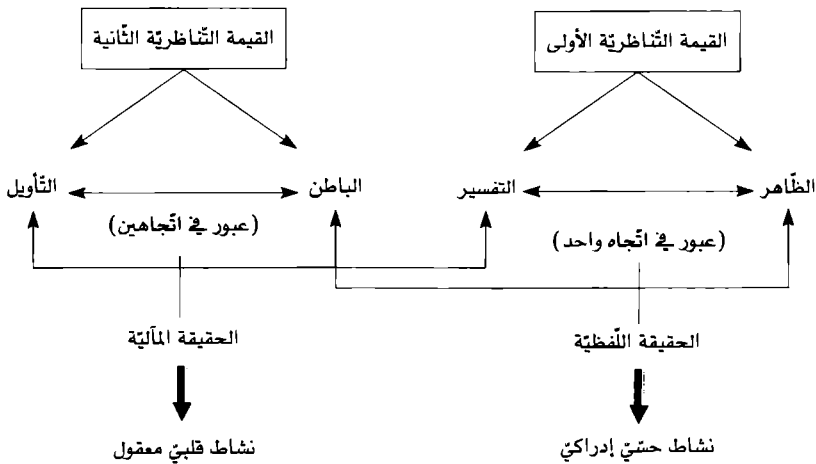 القيمة التّناظريّة الأولى
القيمة التّناظريّة الثّانية
الظّاهر
التفسير
الباطن
التّأويل
(عبور في اتّجاه واحد)
(عبور في اتّجاهين)
الحقيقة اللّفظيّة
الحقيقة المآليّة
نشاط حسّيّ إدراكيّ
نشاط قلبيّ معقول